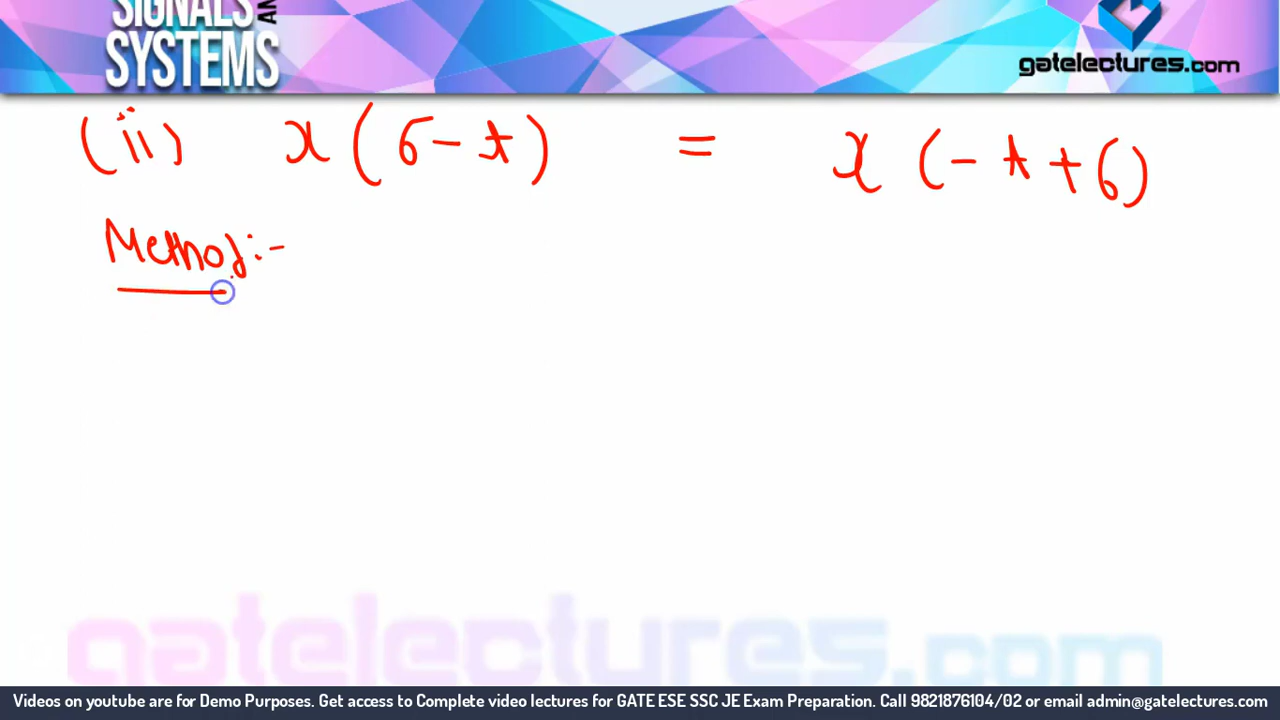 SIGNALS AND
SYSTEMS
gatelectures.com
(ii) x(6-t) = x(-t+6)
Method:-
gatelectures.com
Videos on youtube are for Demo Purposes. Get access to Complete video lectures for GATE ESE SSC JE Exam Preparation. Call 9821876104/02 or email admin@gatelectures.com